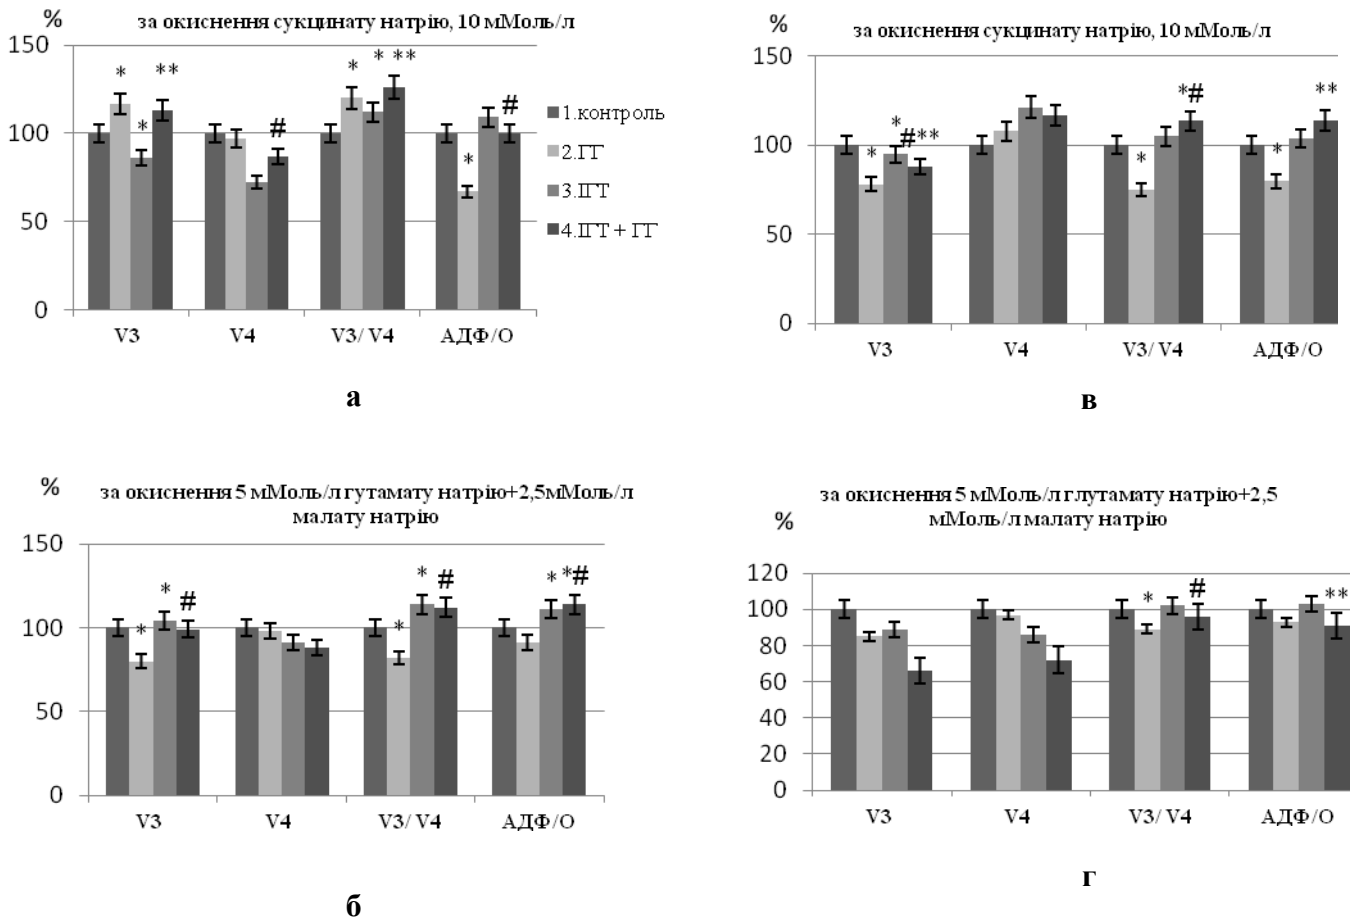 %
за окиснення сукцинату натрію, 10 мМоль/л
150
100
50
0
* * ** * * ** # * #
V3 V4 V3/ V4 АДФ/О
1.контроль
2.ГТ
3.ІГТ
4.ІГТ + ГТ
а
%
за окиснення сукцинату натрію, 10 мМоль/л
150
100
50
0
* * # ** * *# * **
V3 V4 V3/ V4 АДФ/О
в
%
за окиснення 5 мМоль/л гутамату натрію+2,5мМоль/л
малату натрію
150
100
50
0
* * # * * # * *#
V3 V4 V3/ V4 АДФ/О
б
за окиснення 5 мМоль/л глутамату натрію+2,5
мМоль/л малату натрію
%
120
100
80
60
40
20
0
* # **
V3 V4 V3/ V4 АДФ/О
г